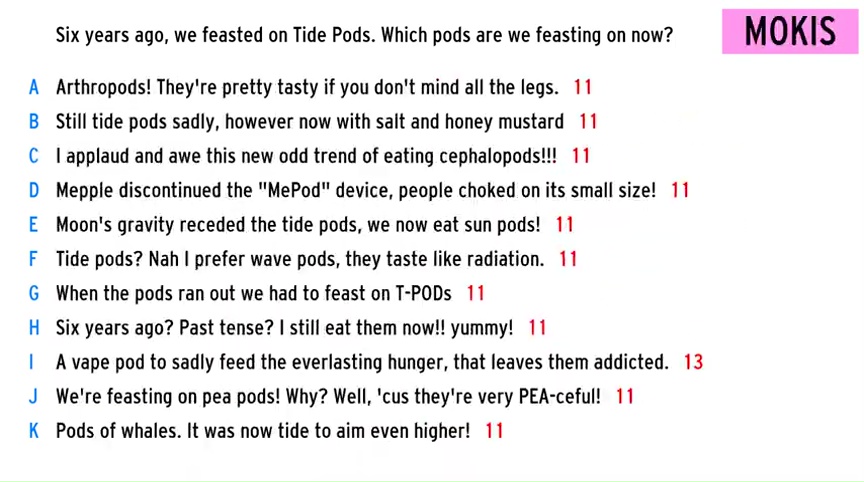 Six years ago, we feasted on Tide Pods. Which pods are we feasting on now?
MOKIS
A Arthropods! They're pretty tasty if you don't mind all the legs. 11
B Still tide pods sadly, however now with salt and honey mustard 11
C I applaud and awe this new odd trend of eating cephalopods!!! 11
D Mepple discontinued the "MePod" device, people choked on its small size! 11
E Moon's gravity receded the tide pods, we now eat sun pods! 11
F Tide pods? Nah I prefer wave pods, they taste like radiation. 11
G When the pods ran out we had to feast on T-PODs 11
H Six years ago? Past tense? I still eat them now!! yummy! 11
I A vape pod to sadly feed the everlasting hunger, that leaves them addicted. 13
J We're feasting on pea pods! Why? Well, 'cus they're very PEA-ceful! 11
K Pods of whales. It was now tide to aim even higher! 11